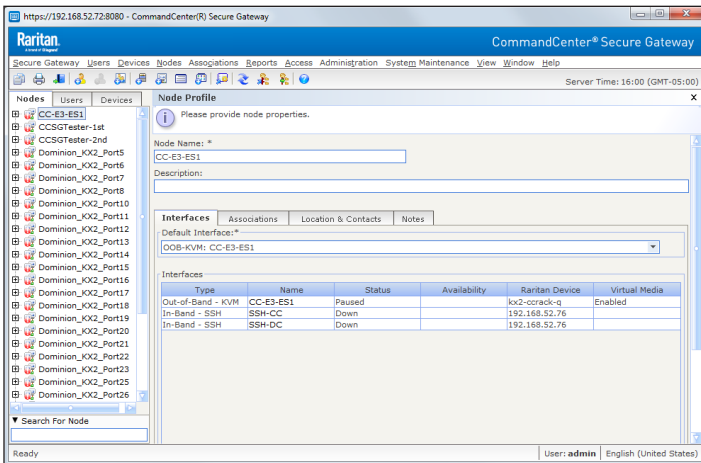 https://192.168.52.72:8080 - CommandCenter(R) Secure Gateway
Raritan.
CommandCenter® Secure Gateway
Secure Gateway Users Devices Nodes Associations Reports Access Administration System Maintenance View Window Help
Server Time: 16:00 (GMT-05:00)
Nodes Users Devices
CC-E3-ES1
CCSGTester-1st
CCSGTester-2nd
Dominion_KX2_Port5
Dominion_KX2_Port6
Dominion_KX2_Port7
Dominion_KX2_Port8
Dominion_KX2_Port10
Dominion_KX2_Port11
Dominion_KX2_Port12
Dominion_KX2_Port13
Dominion_KX2_Port14
Dominion_KX2_Port15
Dominion_KX2_Port16
Dominion_KX2_Port17
Dominion_KX2_Port18
Dominion_KX2_Port19
Dominion_KX2_Port20
Dominion_KX2_Port21
Dominion_KX2_Port22
Dominion_KX2_Port23
Dominion_KX2_Port25
Dominion_KX2_Port26
Search For Node
Node Profile x
Please provide node properties.
Node Name: *
CC-E3-ES1
Description:
Interfaces Associations Location & Contacts Notes
Default Interface:*
OOB-KVM: CC-E3-ES1
Interfaces
Type Name Status Availability Raritan Device Virtual Media
Out-of-Band - KVM CC-E3-ES1 Paused kx2-ccrack-q Enabled
In-Band - SSH SSH-CC Down 192.168.52.76
In-Band - SSH SSH-DC Down 192.168.52.76
Ready User: admin English (United States)